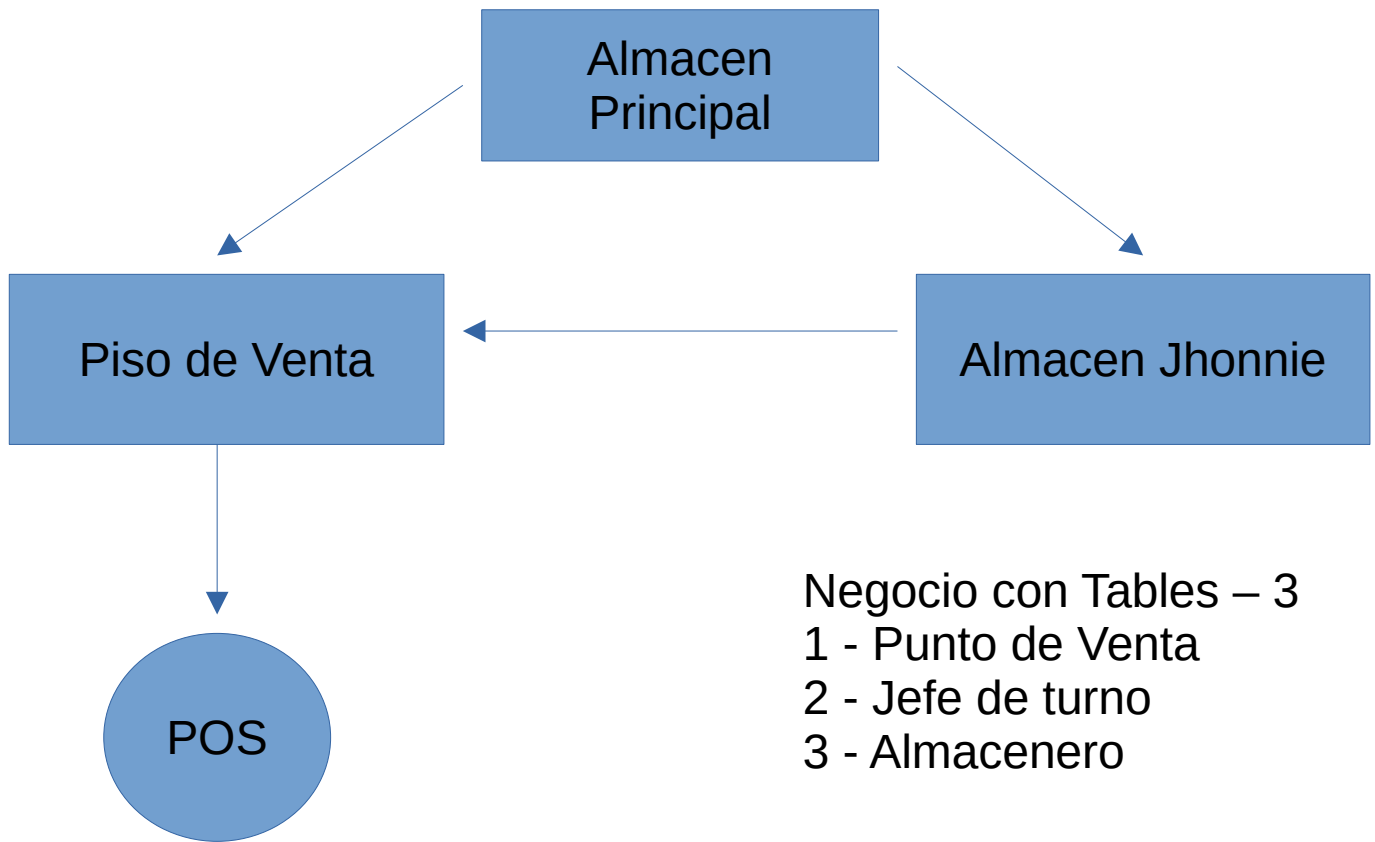 Almacen
Principal
Piso de Venta
Almacen Jhonnie
Negocio con Tables – 3
1 - Punto de Venta
2 - Jefe de turno
3 - Almacenero
POS